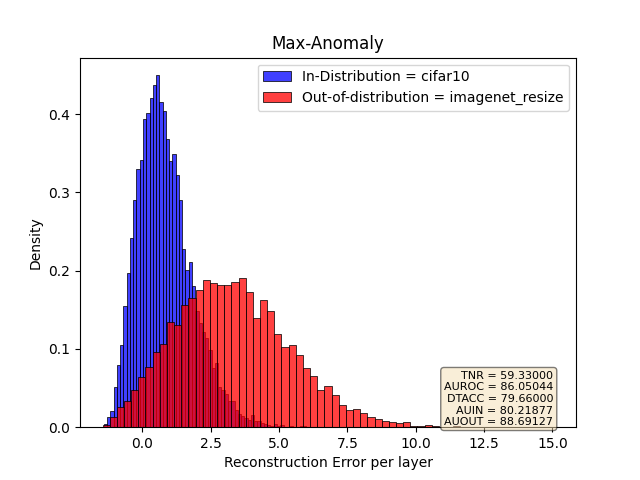 Max-Anomaly
In-Distribution = cifar10
Out-of-distribution = imagenet_resize
Density
0.4
0.3
0.2
0.1
0.0
TNR = 59.33000
AUROC = 86.05044
DTACC = 79.66000
AUIN = 80.21877
AUOUT = 88.69127
0.0 2.5 5.0 7.5 10.0 12.5 15.0
Reconstruction Error per layer